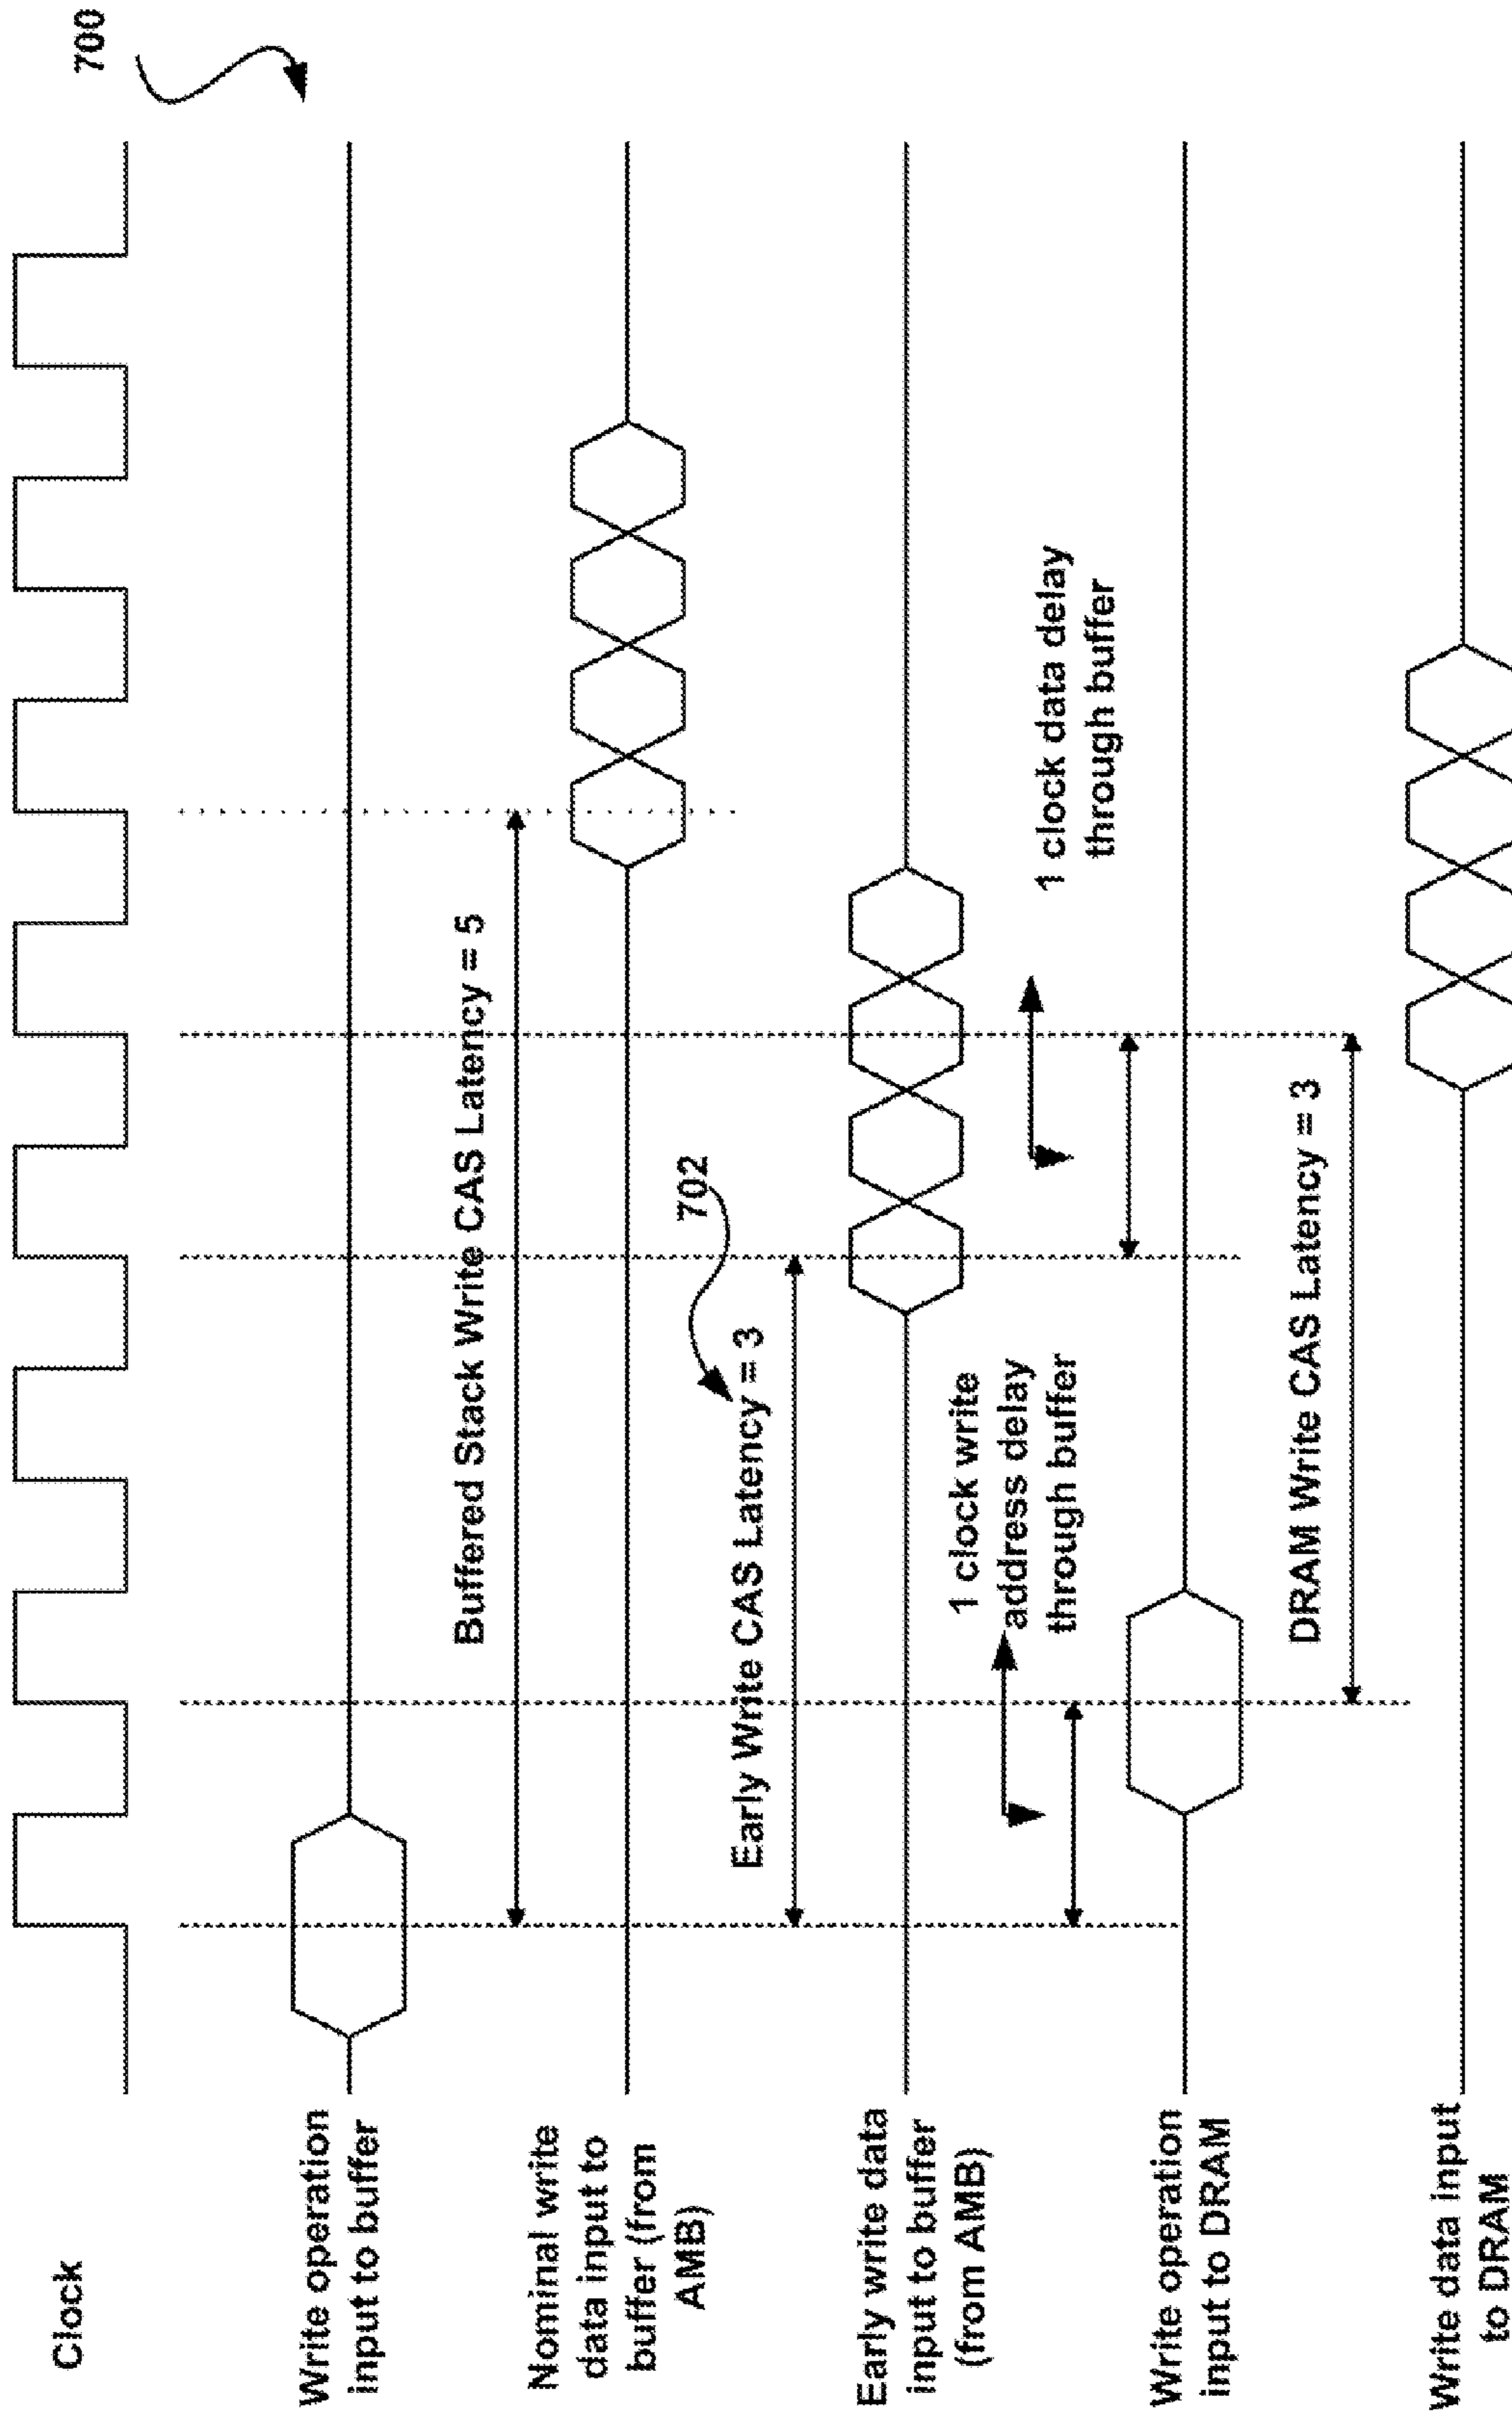 700
Clock
Write operation
input to buffer
Buffered Stack Write CAS Latency = 5
Nominal write
data input to
buffer (from
AMB)
702
Early Write CAS Latency = 3
Early write data
input to buffer
(from AMB)
1 clock write
address delay
through buffer
1 clock data delay
through buffer
Write operation
input to DRAM
DRAM Write CAS Latency = 3
Write data input
to DRAM